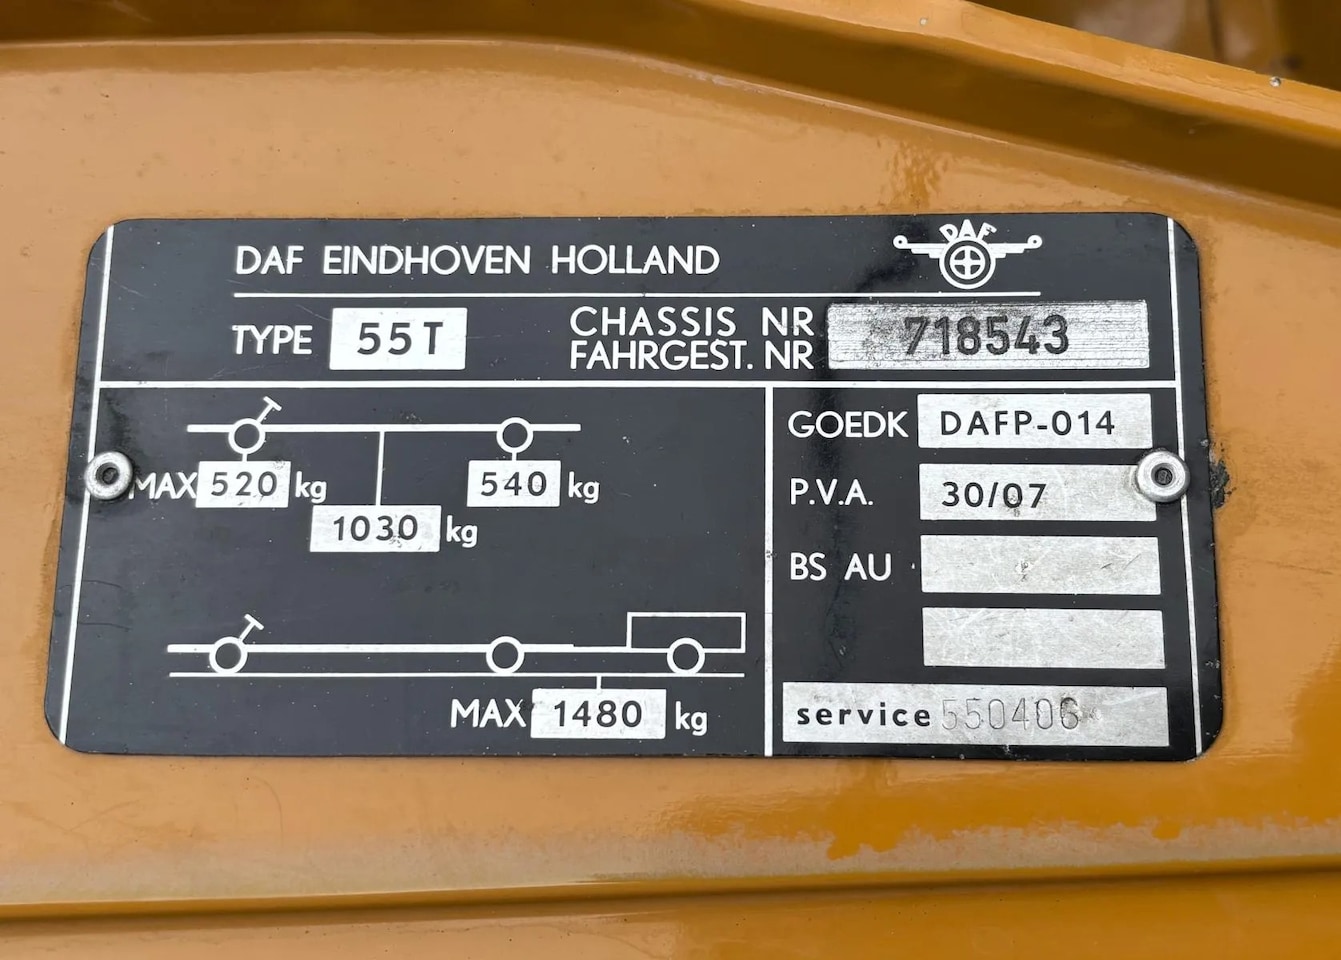 DAF EINDHOVEN HOLLAND
DAF
TYPE 55T
CHASSIS NR
FAHRGEST. NR 718543
MAX 520 kg 540 kg
1030 kg
MAX 1480 kg
GOEDK DAFP-014
P.V.A. 30/07
BS AU
service 550406